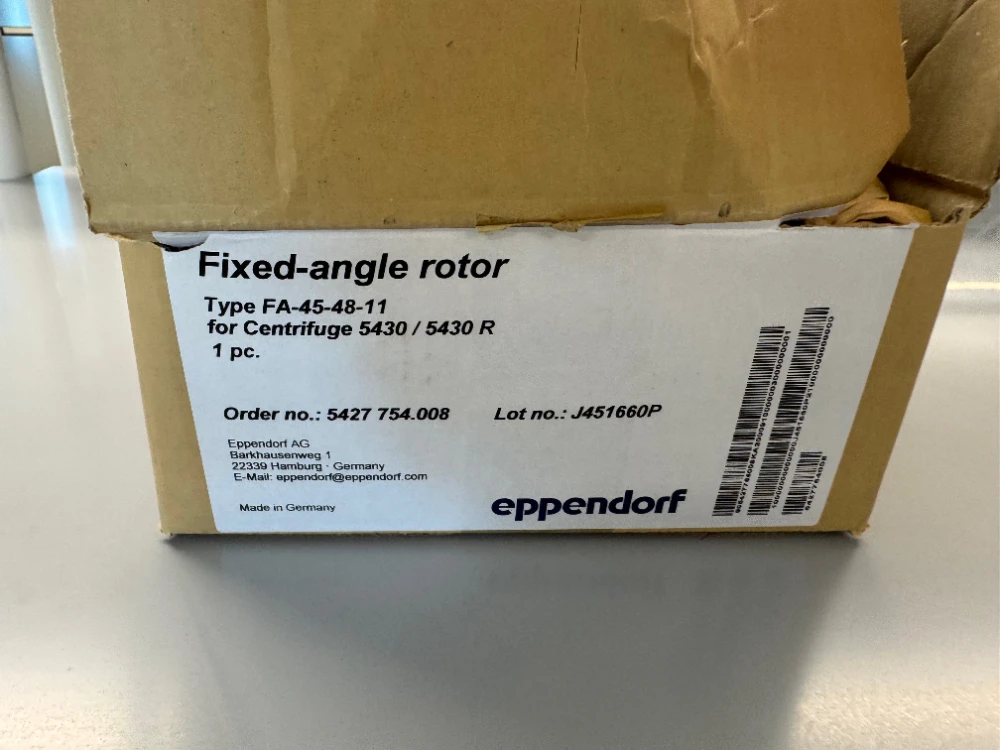 Fixed-angle rotor
Type FA-45-48-11
for Centrifuge 5430 / 5430 R
1 pc.
Order no.: 5427 754.008 Lot no.: J451660P
Eppendorf AG
Barkhausenweg 1
22339 Hamburg · Germany
E-Mail: eppendorf@eppendorf.com
Made in Germany
eppendorf